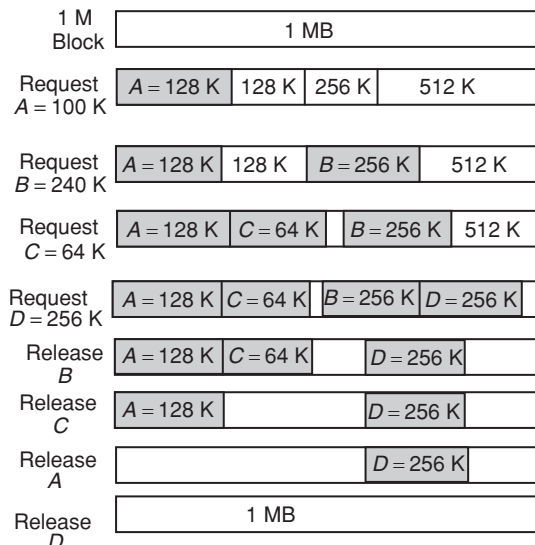 1 M
Block
1 MB
Request
A = 100 K
A = 128 K 128 K 256 K 512 K
Request
B = 240 K
A = 128 K 128 K B = 256 K 512 K
Request
C = 64 K
A = 128 K C = 64 K B = 256 K 512 K
Request
D = 256 K
A = 128 K C = 64 K B = 256 K D = 256 K
Release
B
A = 128 K C = 64 K D = 256 K
Release
C
A = 128 K D = 256 K
Release
A
D = 256 K
Release
D
1 MB